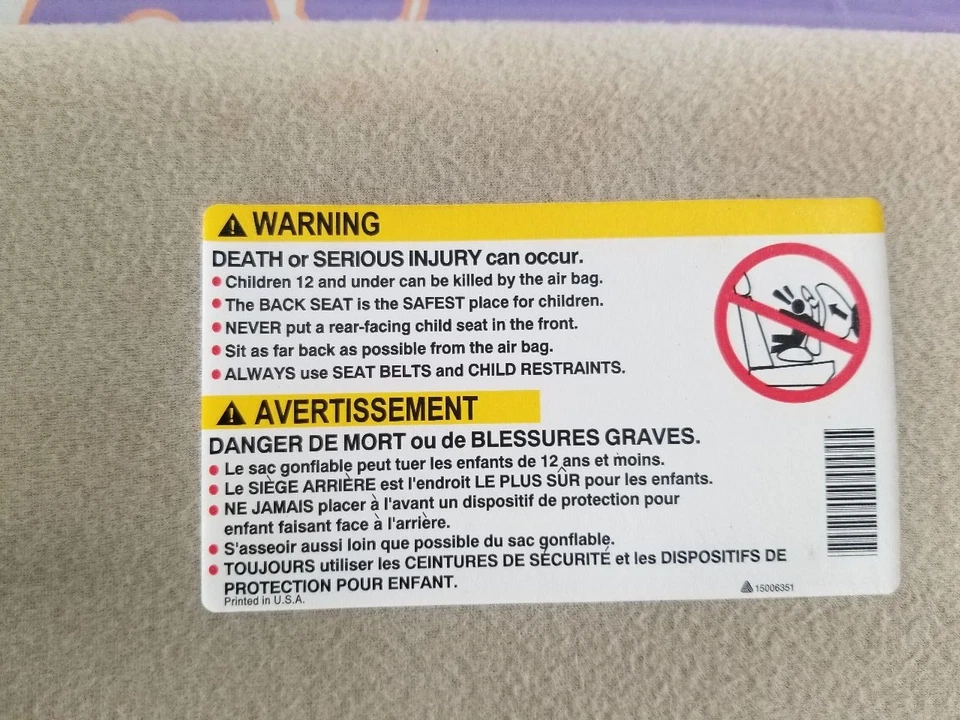 WARNING
DEATH or SERIOUS INJURY can occur.
• Children 12 and under can be killed by the air bag.
• The BACK SEAT is the SAFEST place for children.
• NEVER put a rear-facing child seat in the front.
• Sit as far back as possible from the air bag.
• ALWAYS use SEAT BELTS and CHILD RESTRAINTS.
AVERTISSEMENT
DANGER DE MORT ou de BLESSURES GRAVES.
• Le sac gonflable peut tuer les enfants de 12 ans et moins.
• Le SIÈGE ARRIÈRE est l'endroit LE PLUS SÛR pour les enfants.
• NE JAMAIS placer à l'avant un dispositif de protection pour
enfant faisant face à l'arrière.
• S'asseoir aussi loin que possible du sac gonflable.
• TOUJOURS utiliser les CEINTURES DE SÉCURITÉ et les DISPOSITIFS DE
PROTECTION POUR ENFANT.
Printed in U.S.A.
15006351